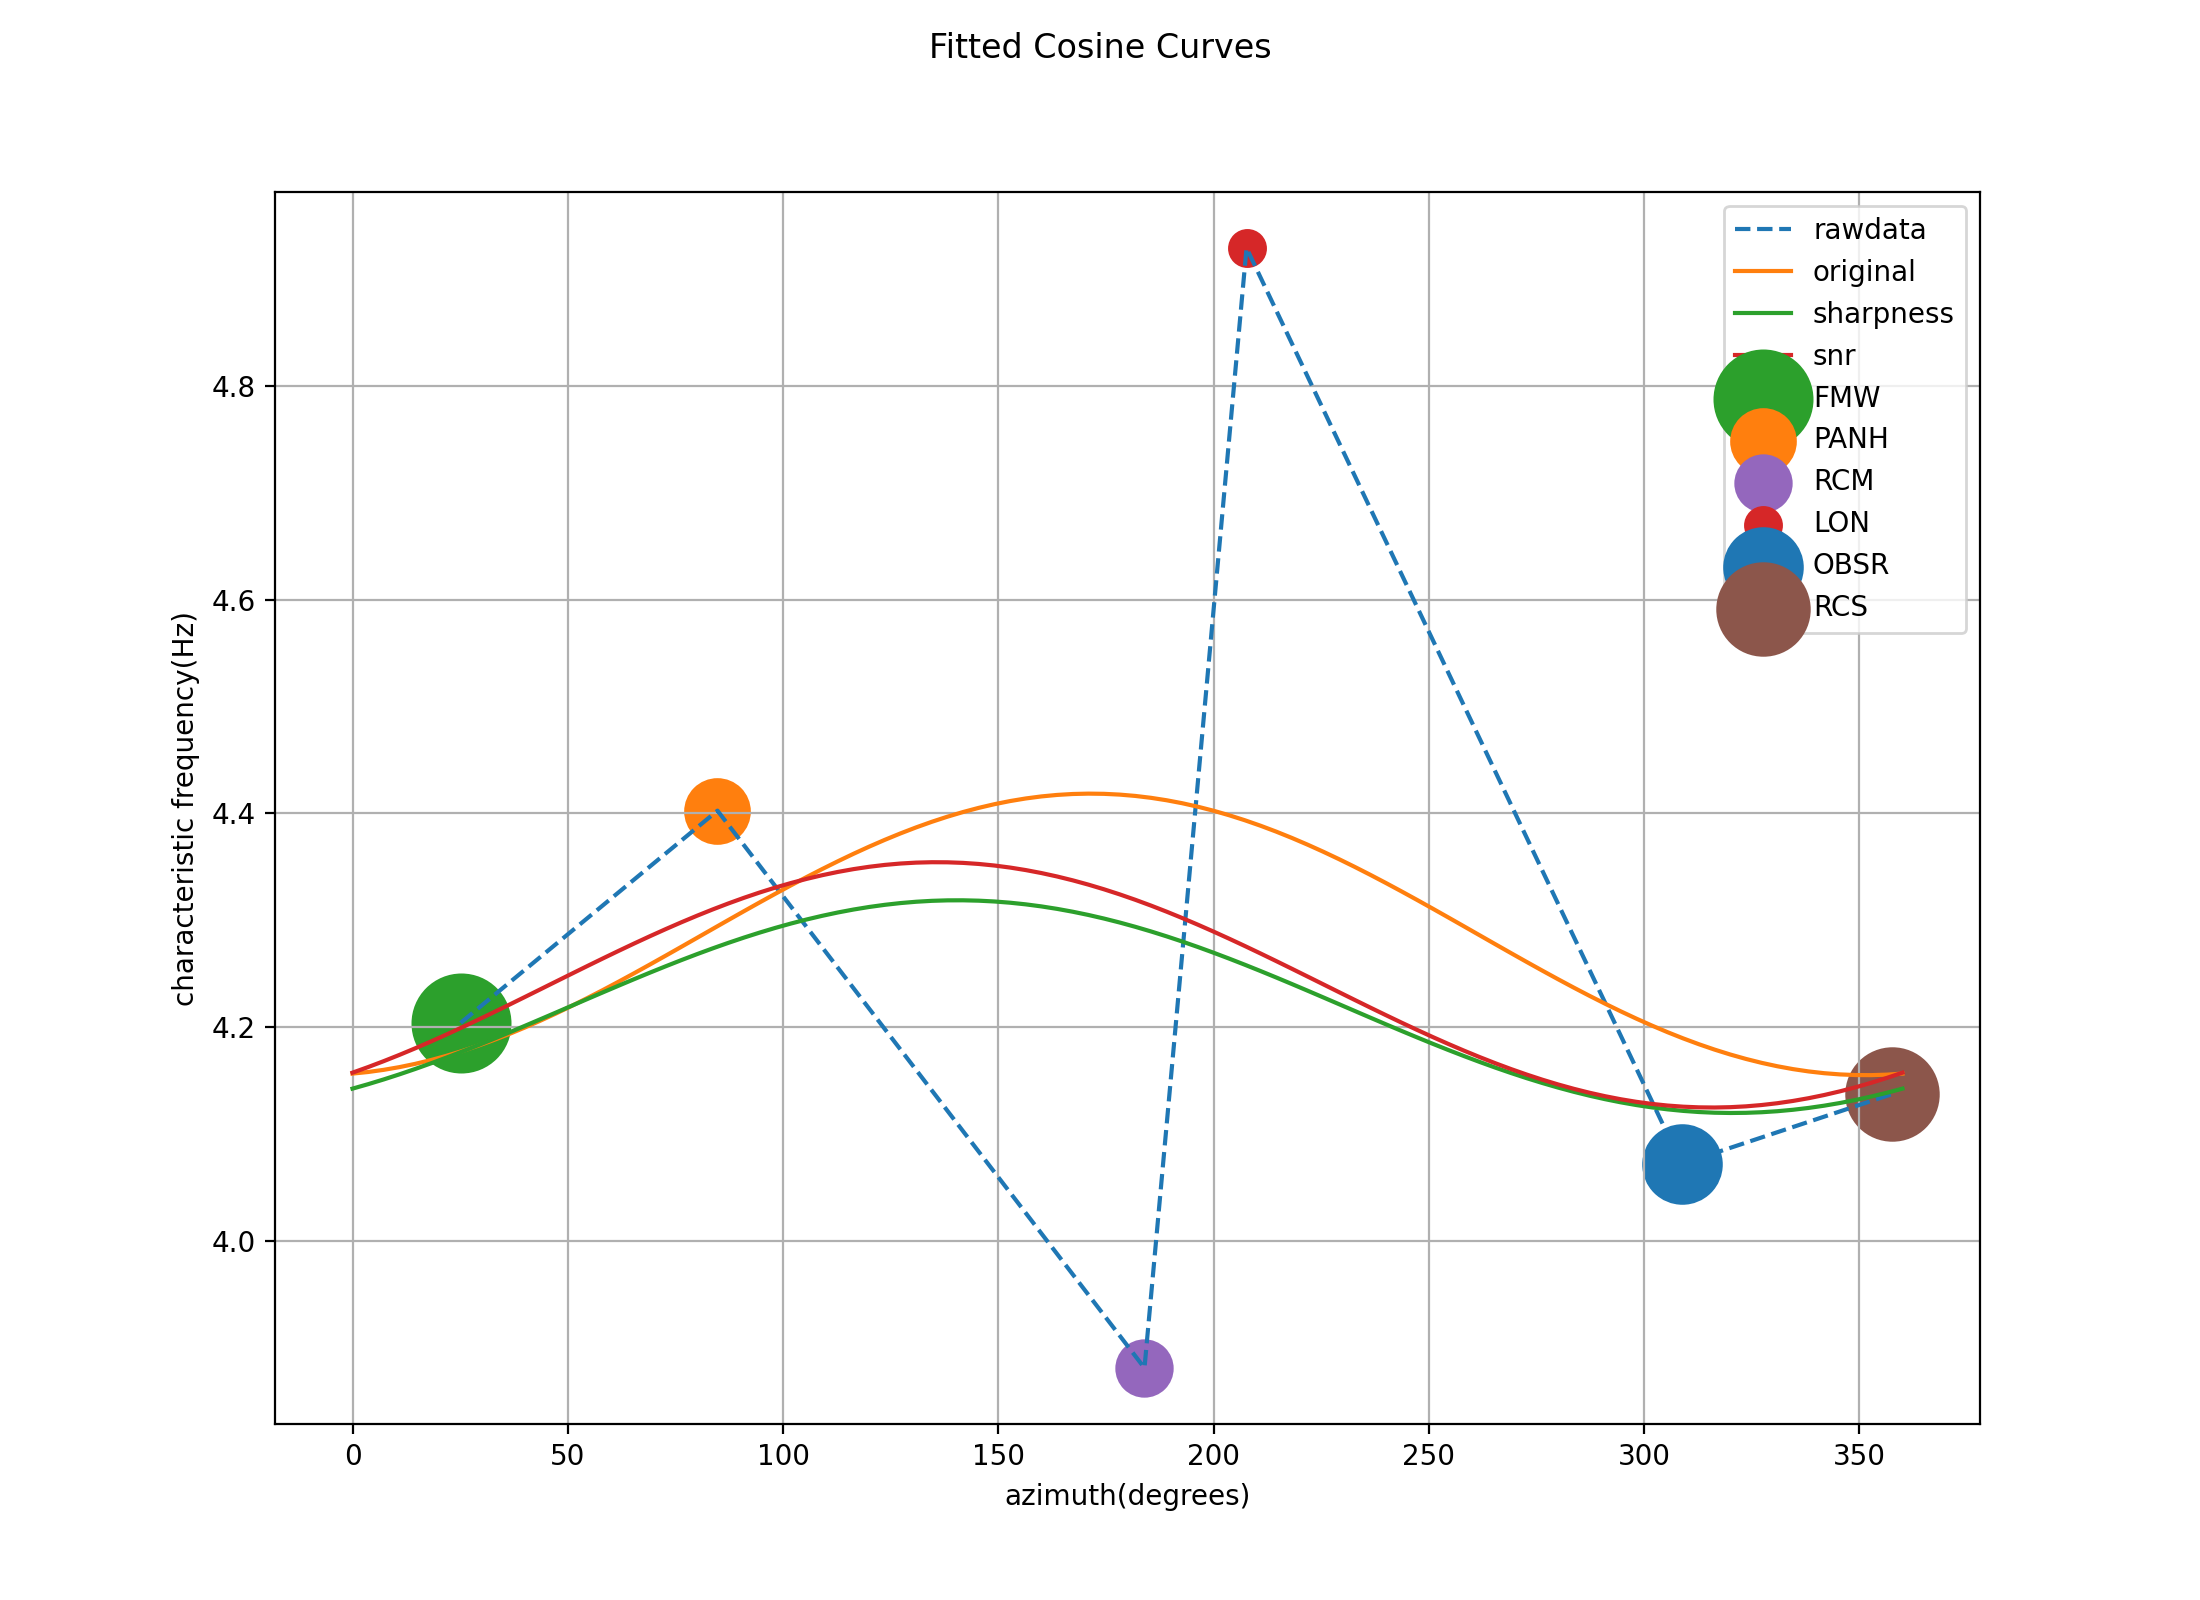 Fitted Cosine Curves
characteristic frequency(Hz)
4.8
4.6
4.4
4.2
4.0
rawdata
original
sharpness
snr
FMW
PANH
RCM
LON
OBSR
RCS
0 50 100 150 200 250 300 350
azimuth(degrees)